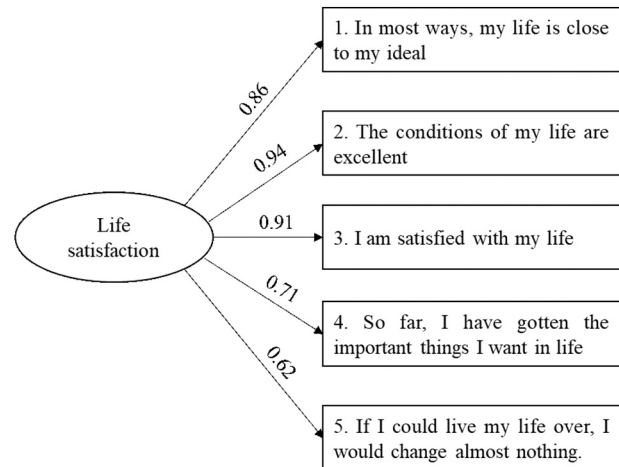 1. In most ways, my life is close
to my ideal
0.86
2. The conditions of my life are
excellent
0.94
Life
satisfaction
0.91
3. I am satisfied with my life
0.71
4. So far, I have gotten the
important things I want in life
0.62
5. If I could live my life over, I
would change almost nothing.